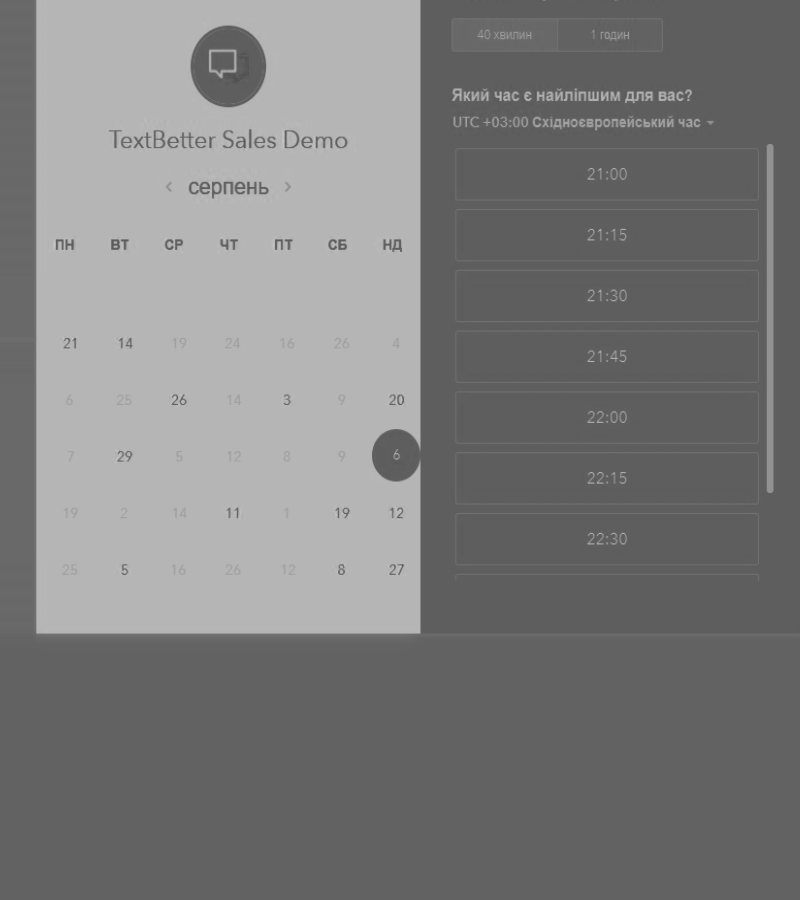 TextBetter Sales Demo
серпень
ПН ВТ СР ЧТ ПТ СБ НД
21 14 19 24 16 26 4
6 25 26 14 3 9 20
7 29 5 12 8 9 6
19 2 14 11 1 19 12
25 5 16 26 12 8 27
40 хвилин 1 годин
Який час є найліпшим для вас?
UTC +03:00 Східноєвропейський час
21:00
21:15
21:30
21:45
22:00
22:15
22:30